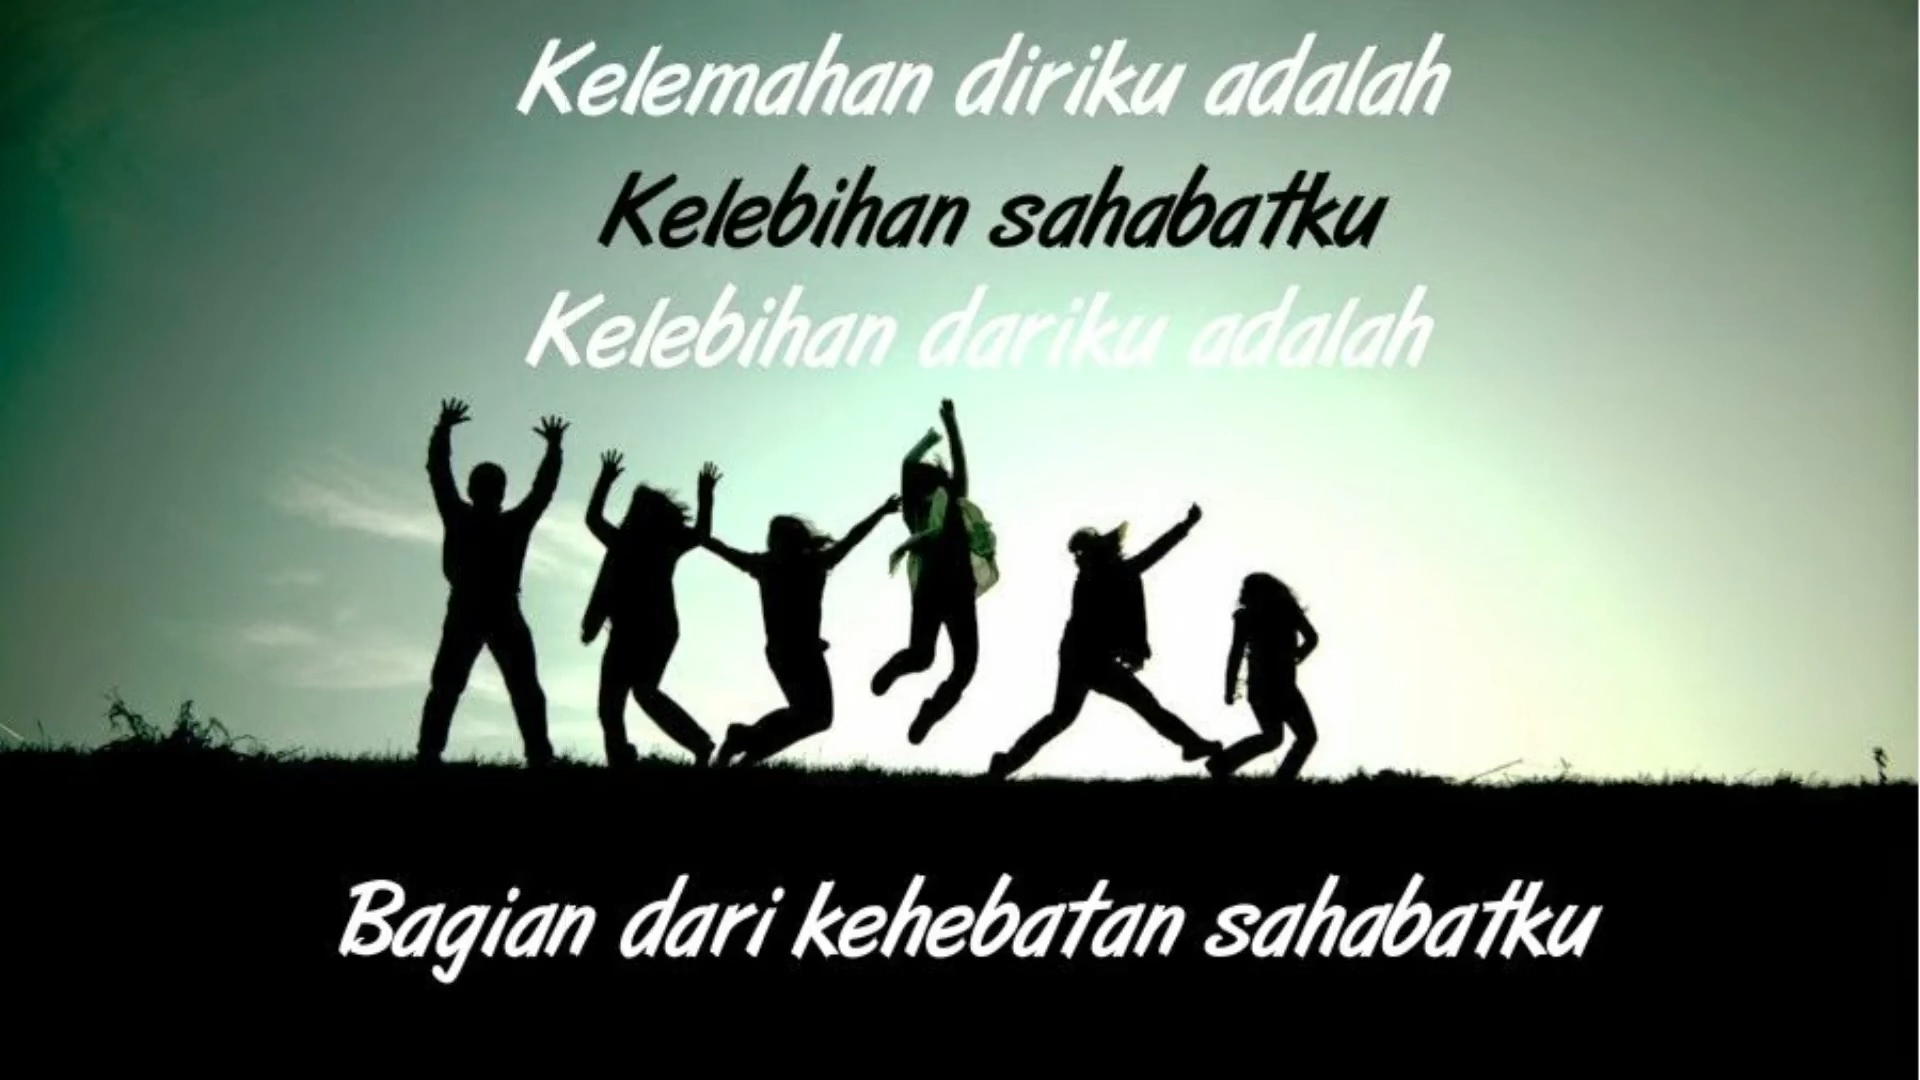 Kelemahan diriku adalah
Kelebihan sahabatku
Kelebihan dariku adalah
Bagian dari kehebatan sahabatku